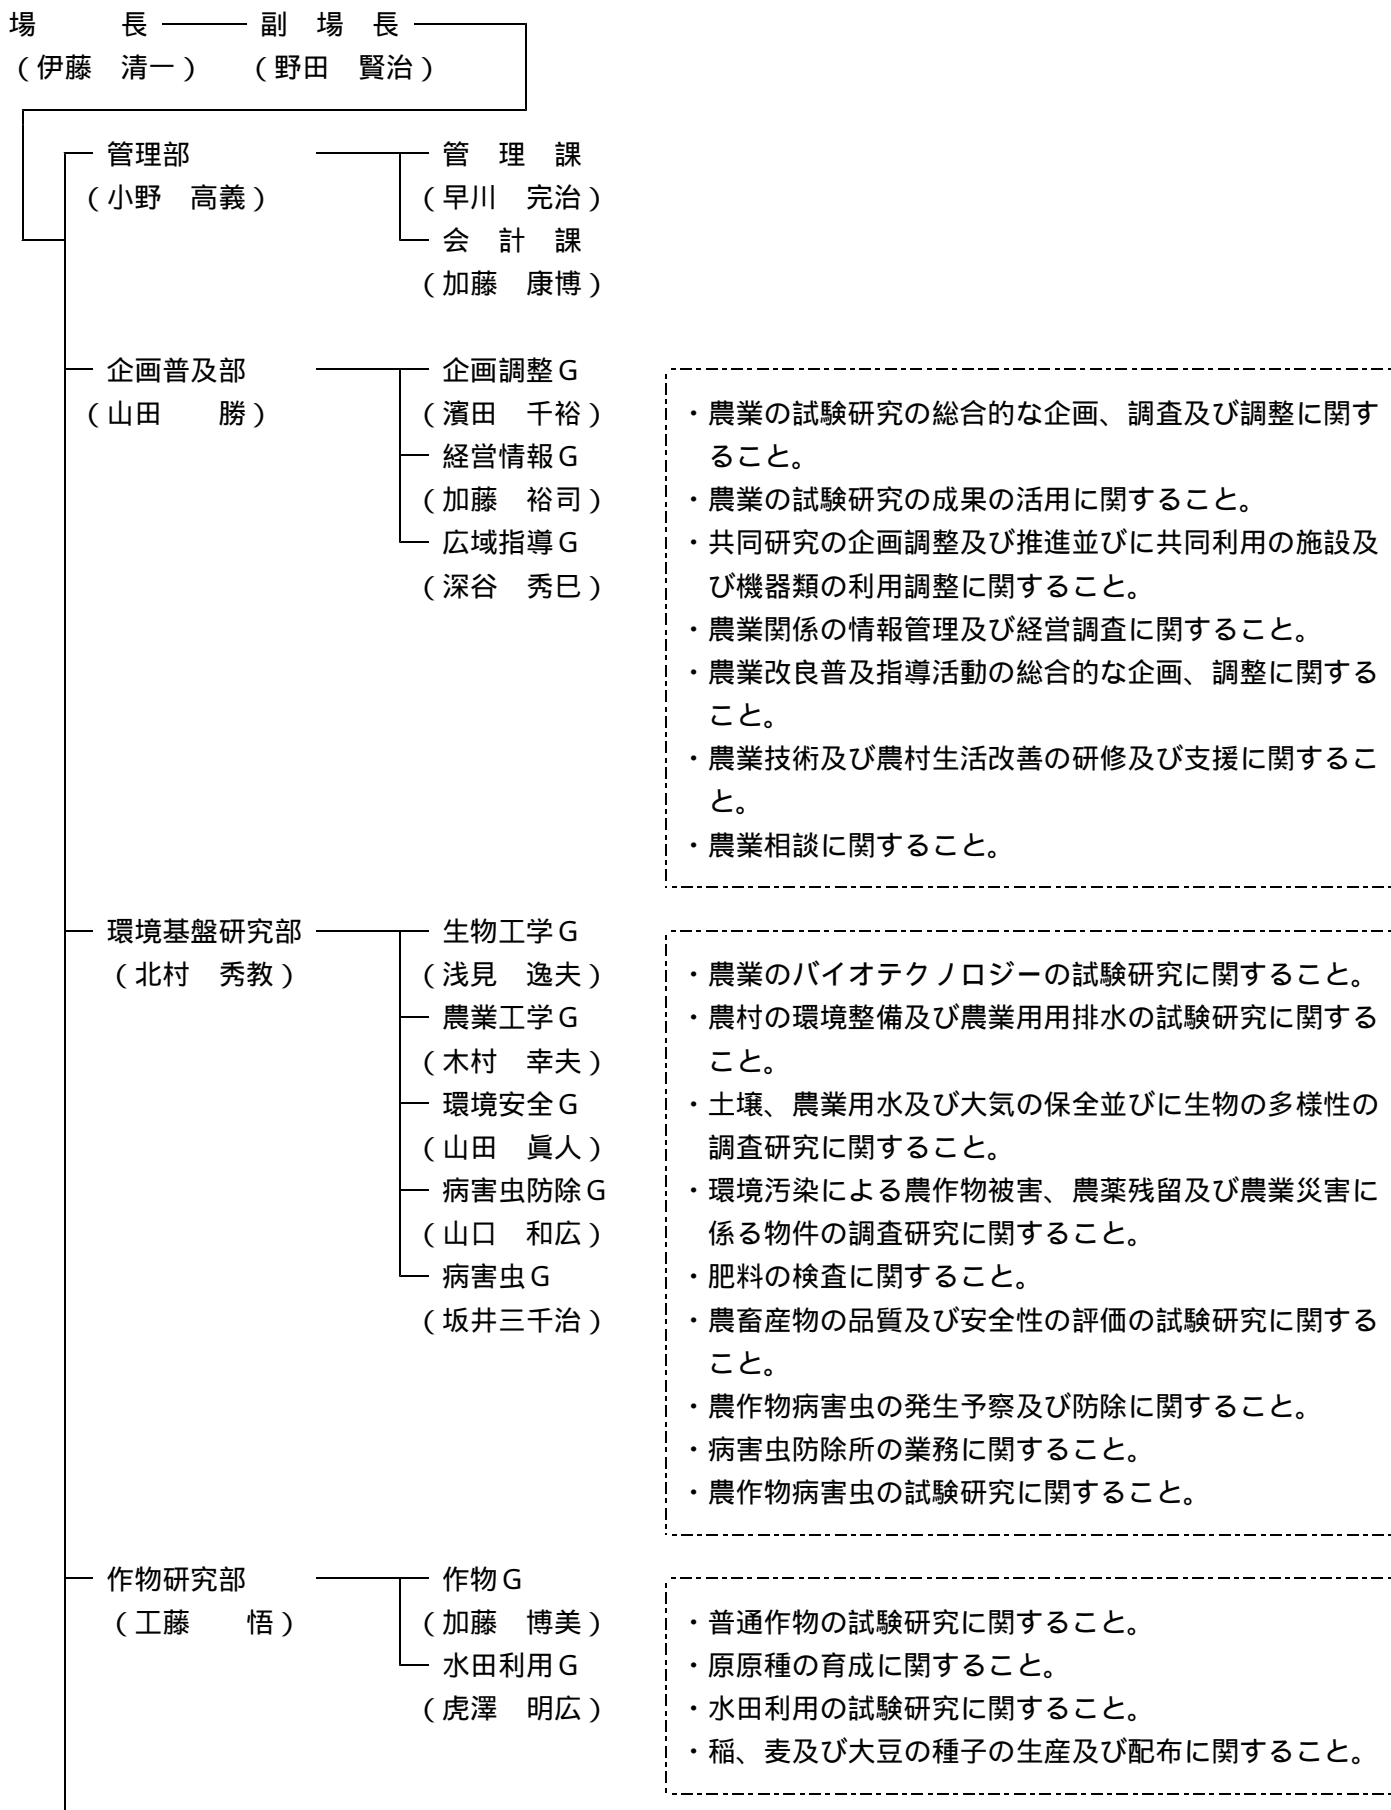 場　長　副場長
（伊藤　清一）　（野田　賢治）
管理部　管理課
（小野　高義）　（早川　完治）
会計課
（加藤　康博）
企画普及部　企画調整G
（山田　勝）　（濱田　千裕）
経営情報G
（加藤　裕司）
広域指導G
（深谷　秀巳）
・農業の試験研究の総合的な企画、調査及び調整に関す
ること。
・農業の試験研究の成果の活用に関すること。
・共同研究の企画調整及び推進並びに共同利用の施設及
び機器類の利用調整に関すること。
・農業関係の情報管理及び経営調査に関すること。
・農業改良普及指導活動の総合的な企画、調整に関する
こと。
・農業技術及び農村生活改善の研修及び支援に関するこ
と。
・農業相談に関すること。
環境基盤研究部　生物工学G
（北村　秀教）　（浅見　逸夫）
農業工学G
（木村　幸夫）
環境安全G
（山田　眞人）
病害虫防除G
（山口　和広）
病害虫G
（坂井三千治）
・農業のバイオテクノロジーの試験研究に関すること。
・農村の環境整備及び農業用用排水の試験研究に関する
こと。
・土壌、農業用水及び大気の保全並びに生物の多様性の
調査研究に関すること。
・環境汚染による農作物被害、農薬残留及び農業災害に
係る物件の調査研究に関すること。
・肥料の検査に関すること。
・農畜産物の品質及び安全性の評価の試験研究に関する
こと。
・農作物病害虫の発生予察及び防除に関すること。
・病害虫防除所の業務に関すること。
・農作物病害虫の試験研究に関すること。
作物研究部　作物G
（工藤　悟）　（加藤　博美）
水田利用G
（虎澤　明広）
・普通作物の試験研究に関すること。
・原原種の育成に関すること。
・水田利用の試験研究に関すること。
・稲、麦及び大豆の種子の生産及び配布に関すること。